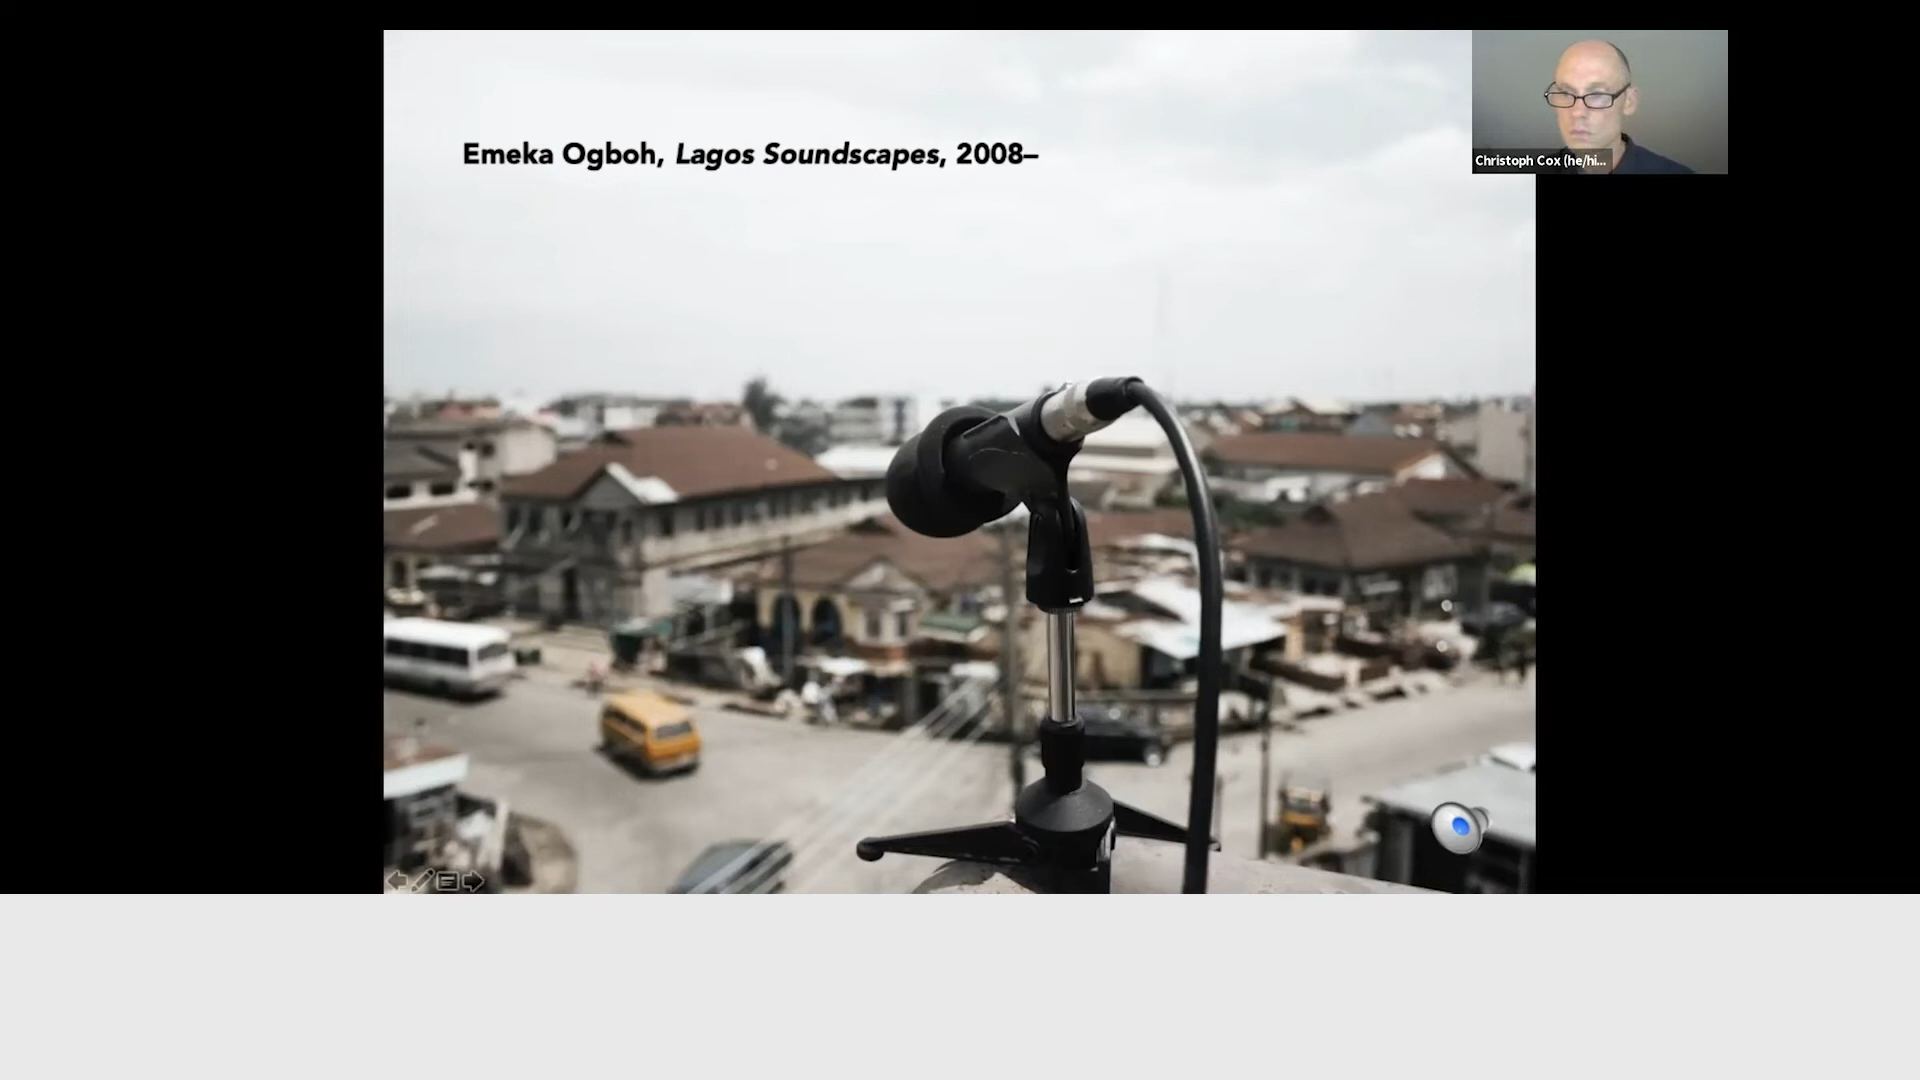 Emeka Ogboh, Lagos Soundscapes, 2008–
Christoph Cox (he/hi...